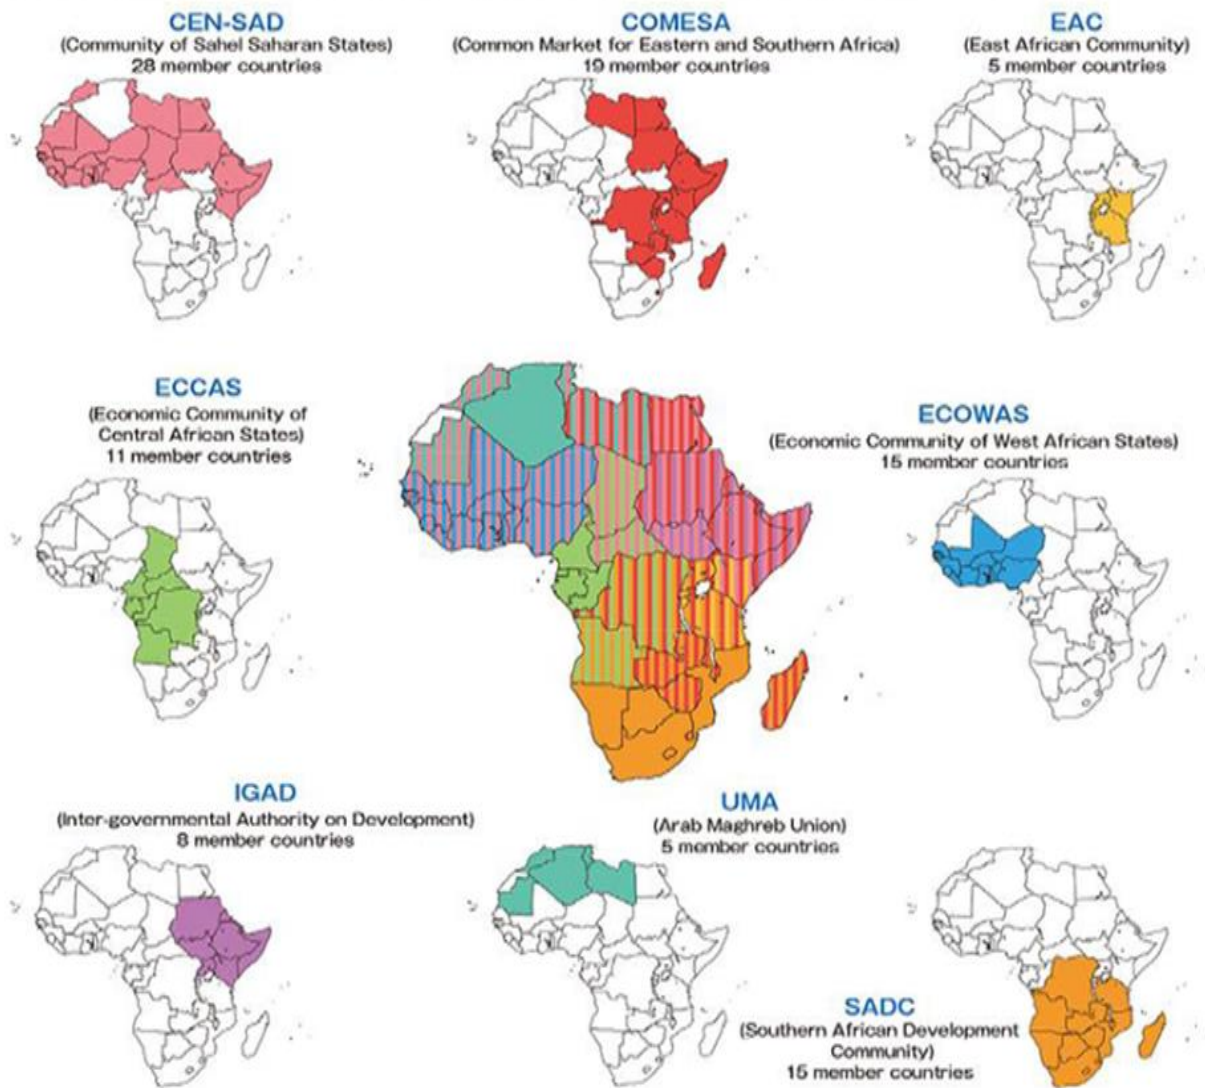 CEN-SAD
(Community of Sahel Saharan States)
28 member countries
COMESA
(Common Market for Eastern and Southern Africa)
19 member countries
EAC
(East African Community)
5 member countries
ECCAS
(Economic Community of
Central African States)
11 member countries
ECOWAS
(Economic Community of West African States)
15 member countries
IGAD
(Inter-governmental Authority on Development)
8 member countries
UMA
(Arab Maghreb Union)
5 member countries
SADC
(Southern African Development
Community)
15 member countries